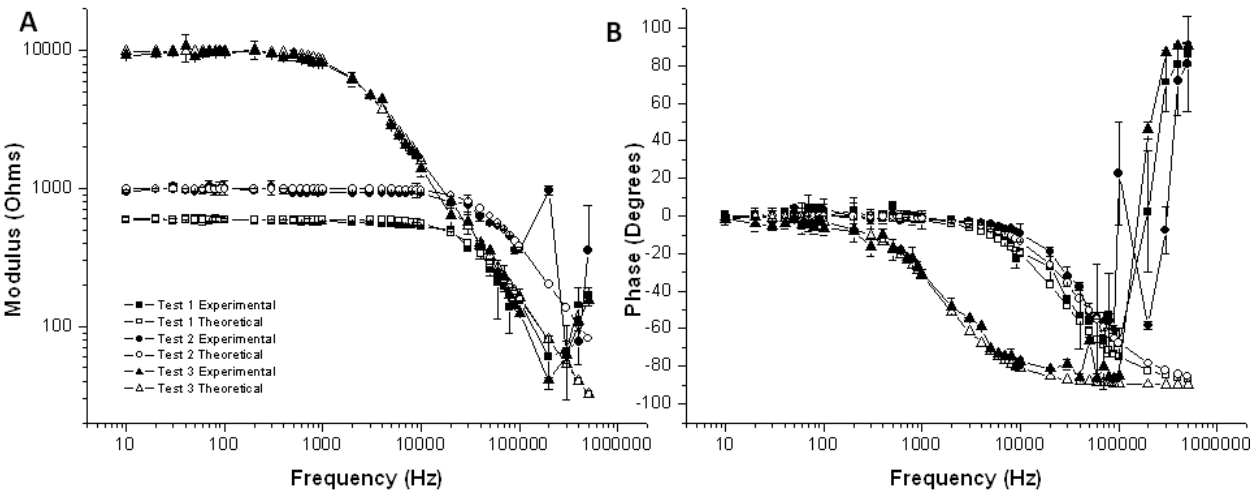 A
10000
1000
100
Modulus (Ohms)
Test 1 Experimental
Test 1 Theoretical
Test 2 Experimental
Test 2 Theoretical
Test 3 Experimental
Test 3 Theoretical
10 100 1000 10000 100000 1000000
Frequency (Hz)
B
100
80
60
40
20
0
-20
-40
-60
-80
-100
Phase (Degrees)
10 100 1000 10000 100000 1000000
Frequency (Hz)